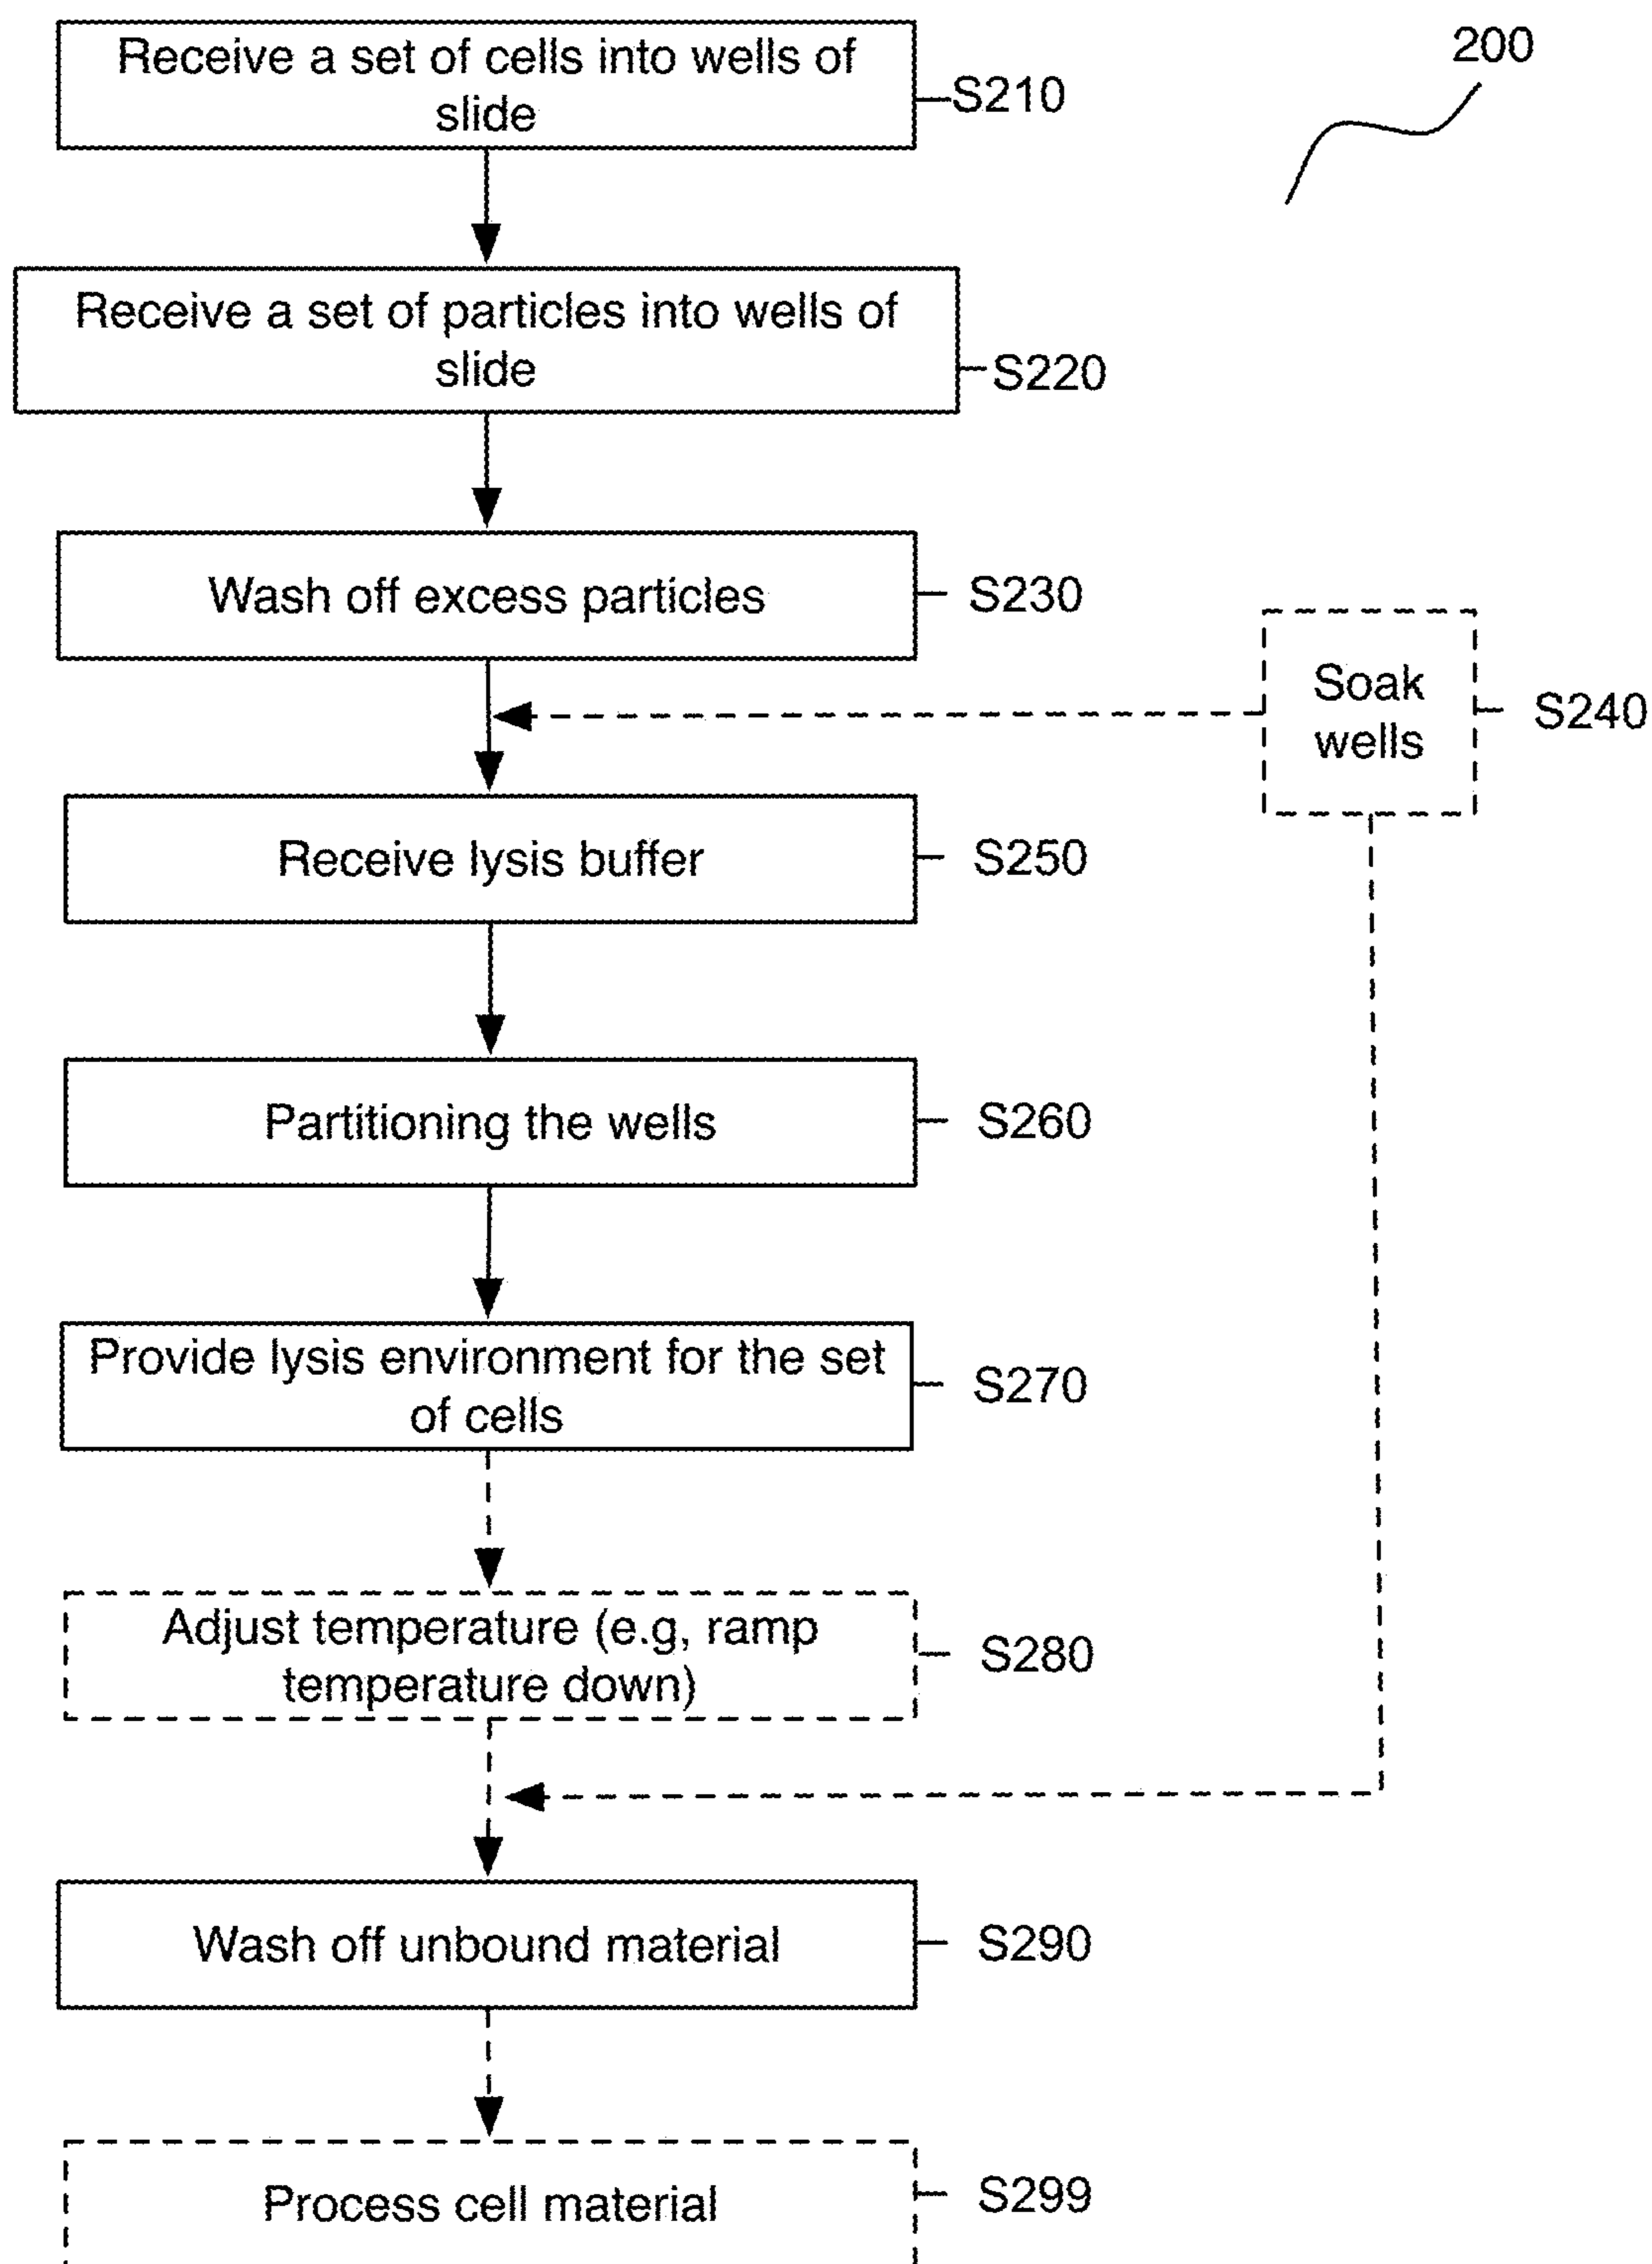 200
Receive a set of cells into wells of
slide
S210
Receive a set of particles into wells of
slide
S220
Wash off excess particles
S230
Soak
wells
S240
Receive lysis buffer
S250
Partitioning the wells
S260
Provide lysis environment for the set
of cells
S270
Adjust temperature (e.g, ramp
temperature down)
S280
Wash off unbound material
S290
Process cell material
S299